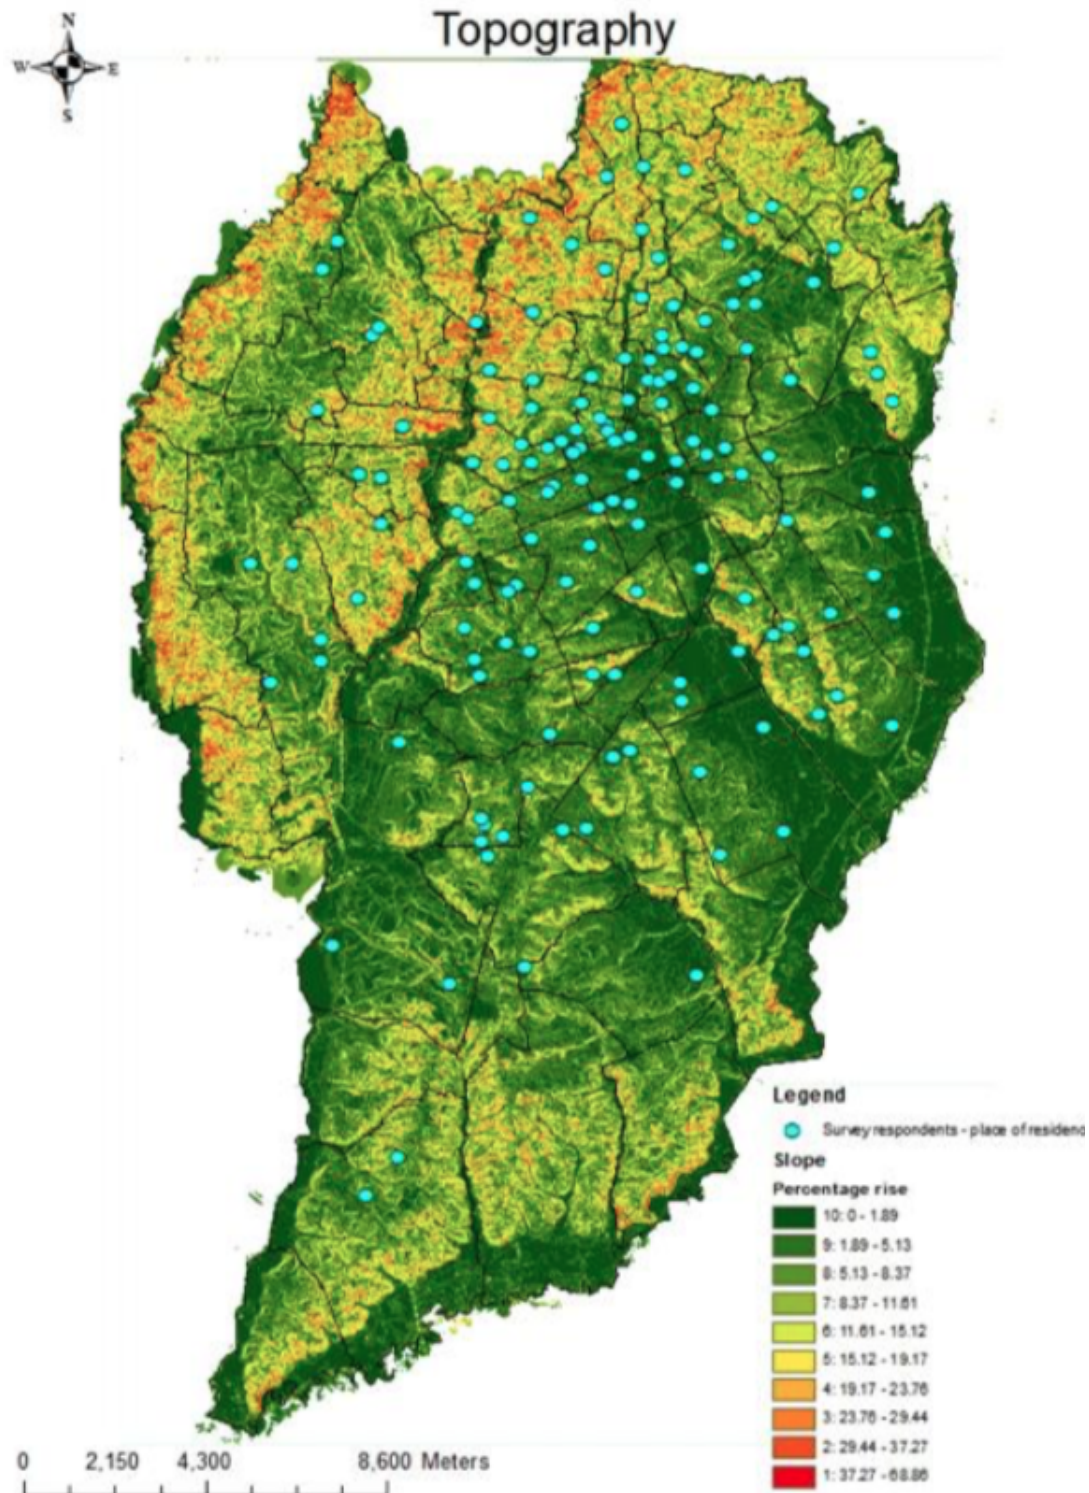 Topography
N
W E
S
Legend
Survey respondents - place of residenc
Slope
Percentage rise
10: 0 - 1.89
9: 1.89 - 5.13
8: 5.13 - 8.37
7: 8.37 - 11.61
6: 11.61 - 15.12
5: 15.12 - 19.17
4: 19.17 - 23.76
3: 23.76 - 29.44
2: 29.44 - 37.27
1: 37.27 - 68.86
0 2,150 4,300 8,600 Meters